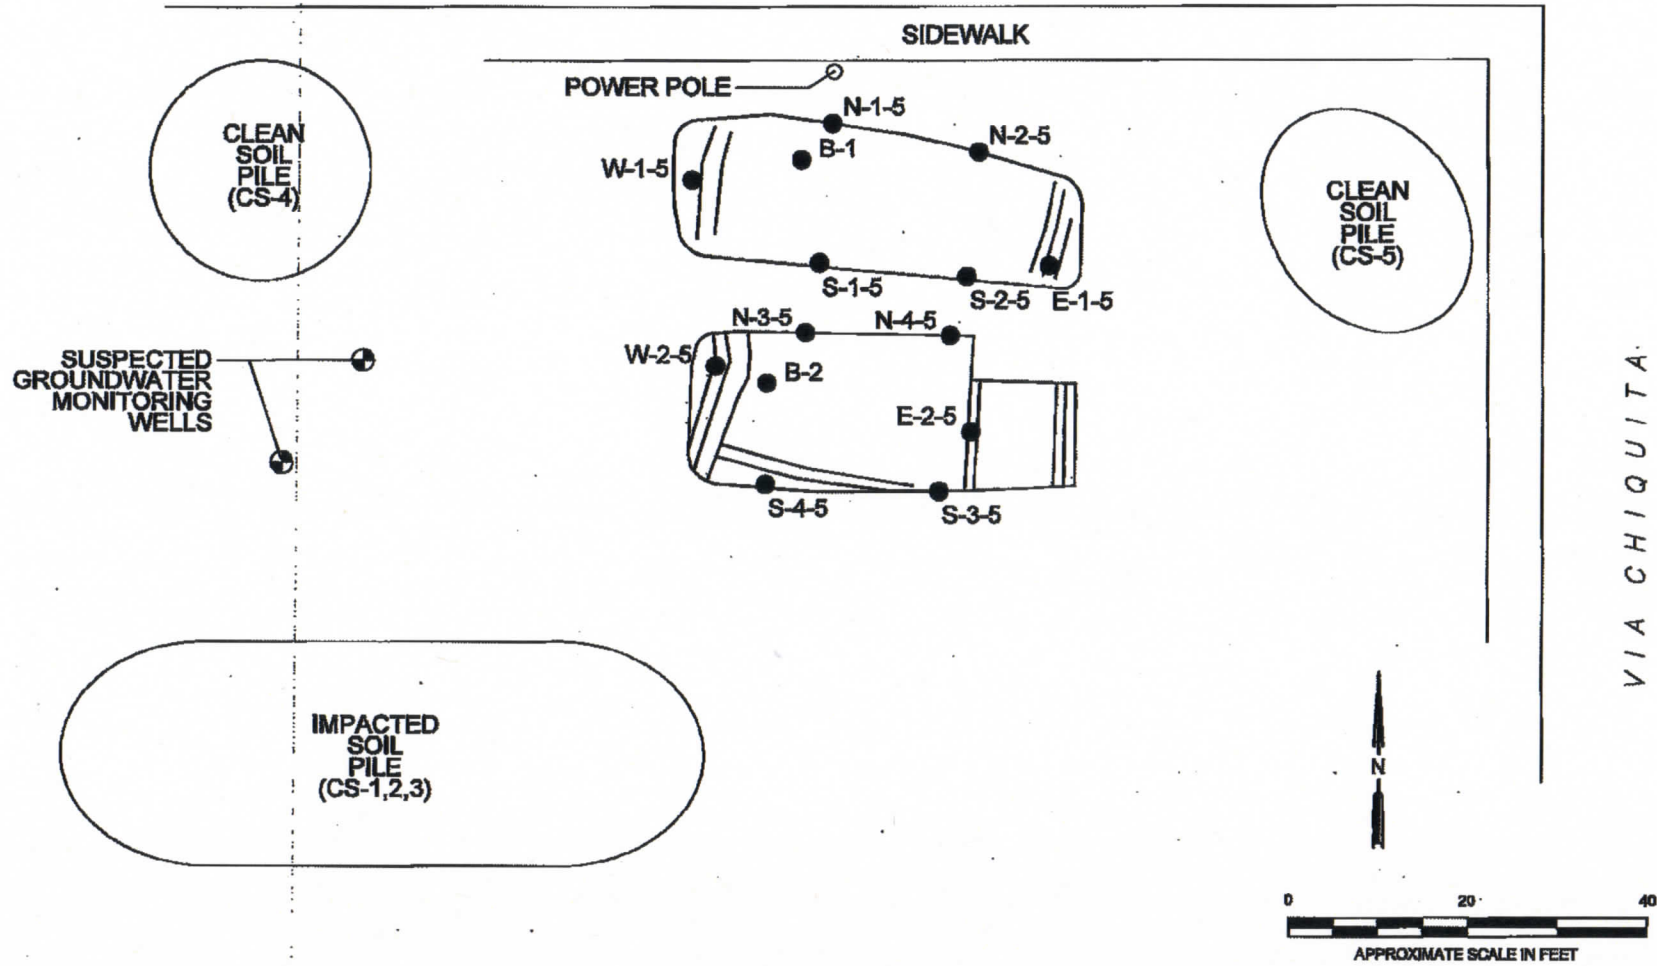 SIDEWALK
POWER POLE
N-1-5
N-2-5
B-1
W-1-5
CLEAN
SOIL
PILE
(CS-4)
CLEAN
SOIL
PILE
(CS-5)
S-1-5
S-2-5
E-1-5
N-3-5
N-4-5
W-2-5
B-2
E-2-5
S-4-5
S-3-5
SUSPECTED
GROUNDWATER
MONITORING
WELLS
VIA CHIQUITA
IMPACTED
SOIL
PILE
(CS-1,2,3)
N
0 20 40
APPROXIMATE SCALE IN FEET